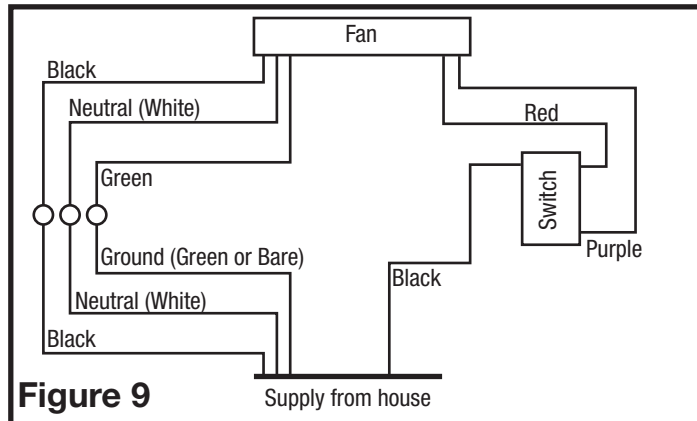 Fan
Black
Neutral (White)
Red
Green
Switch
Purple
Ground (Green or Bare)
Black
Neutral (White)
Black
Figure 9
Supply from house